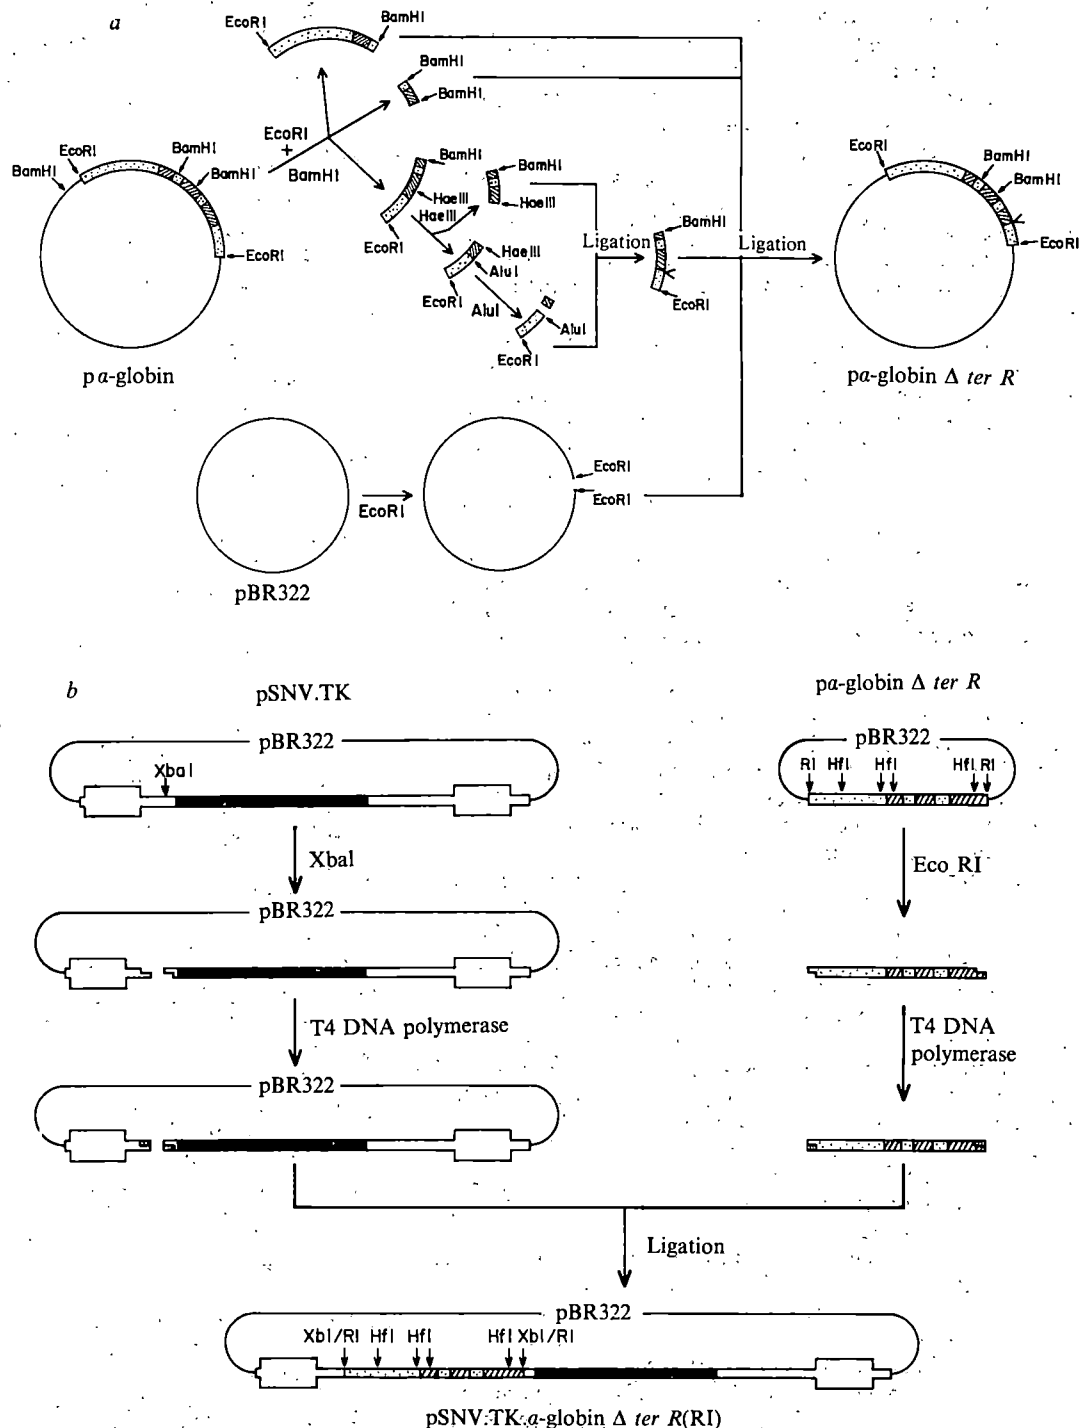 a
EcoRI
BamHI
BamHI
BamHI
EcoRI
+
BamHI
BamHI
EcoRI
BamHI
BamHI
EcoRI
BamHI
HaeIII
HaeIII
EcoRI
BamHI
HaeIII
HaeIII
AluI
EcoRI
AluI
AluI
EcoRI
Ligation
BamHI
EcoRI
Ligation
EcoRI
BamHI
BamHI
EcoRI
pα-globin
pα-globin Δ ter R
EcoRI
EcoRI
EcoRI
pBR322
b
pSNV.TK
pα-globin Δ ter R
pBR322
pBR322
XbaI
RI HfI HfI HfI RI
XbaI
Eco RI
pBR322
T4 DNA polymerase
T4 DNA
polymerase
pBR322
Ligation
pBR322
XbI/RI HfI HfI HfI XbI/RI
pSNV.TK.α-globin Δ ter R(RI)